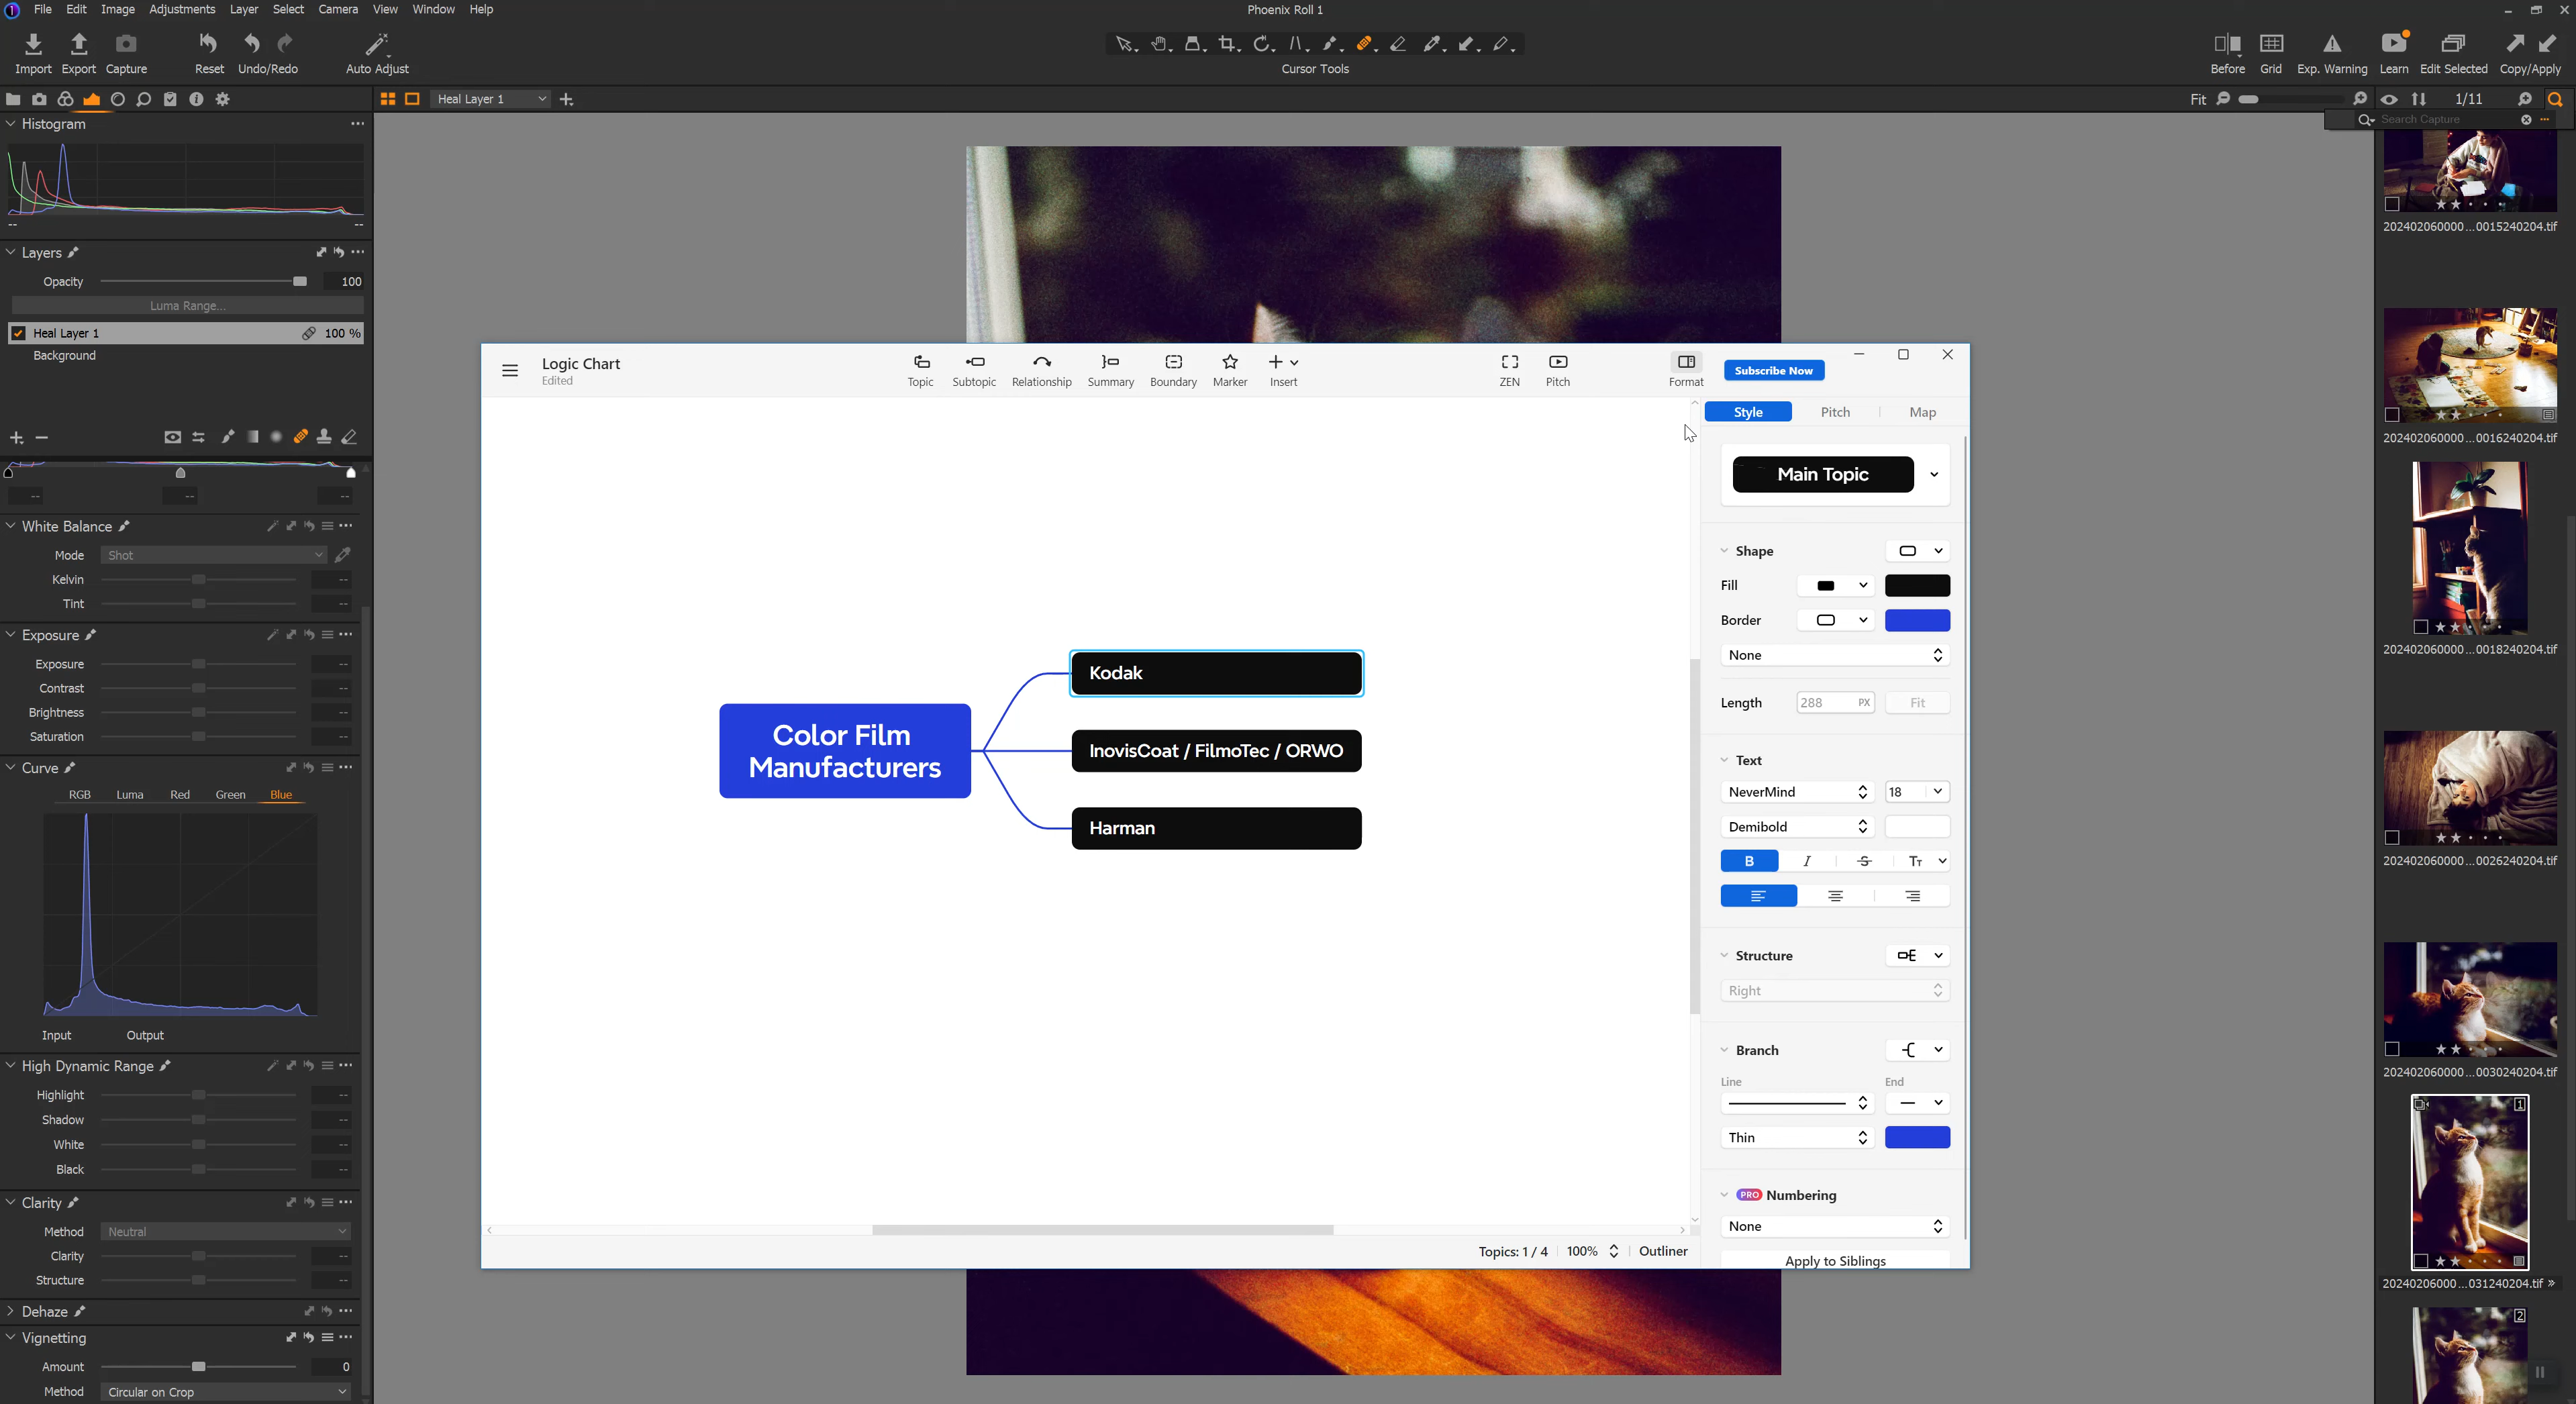 File Edit Image Adjustments Layer Select Camera View Window Help
Phoenix Roll 1
Import Export Capture Reset Undo/Redo Auto Adjust
Cursor Tools
Before Grid Exp. Warning Learn Edit Selected Copy/Apply
Heal Layer 1
Fit
1/11
Search Capture
Histogram
--
--
Layers
Opacity 100
Luma Range...
Heal Layer 1 100 %
Background
-- -- --
White Balance
Mode Shot
Kelvin --
Tint --
Exposure
Exposure --
Contrast --
Brightness --
Saturation --
Curve
RGB Luma Red Green Blue
Input Output
High Dynamic Range
Highlight --
Shadow --
White --
Black --
Clarity
Method Neutral
Clarity --
Structure --
Dehaze
Vignetting
Amount 0
Method Circular on Crop
Logic Chart
Edited
Topic Subtopic Relationship Summary Boundary Marker Insert
ZEN Pitch Format
Subscribe Now
Color Film
Manufacturers
Kodak
InovisCoat / FilmoTec / ORWO
Harman
Style Pitch Map
Main Topic
Shape
Fill
Border
None
Length 288 PX Fit
Text
NeverMind 18
Demibold
B I S Tт
Structure
Right
Branch
Line End
Thin
PRO Numbering
None
Apply to Siblings
Topics: 1 / 4 100% Outliner
202402060000...0015240204.tif
202402060000...0016240204.tif
202402060000...0018240204.tif
202402060000...0026240204.tif
202402060000...0030240204.tif
1
20240206000...031240204.tif »
2